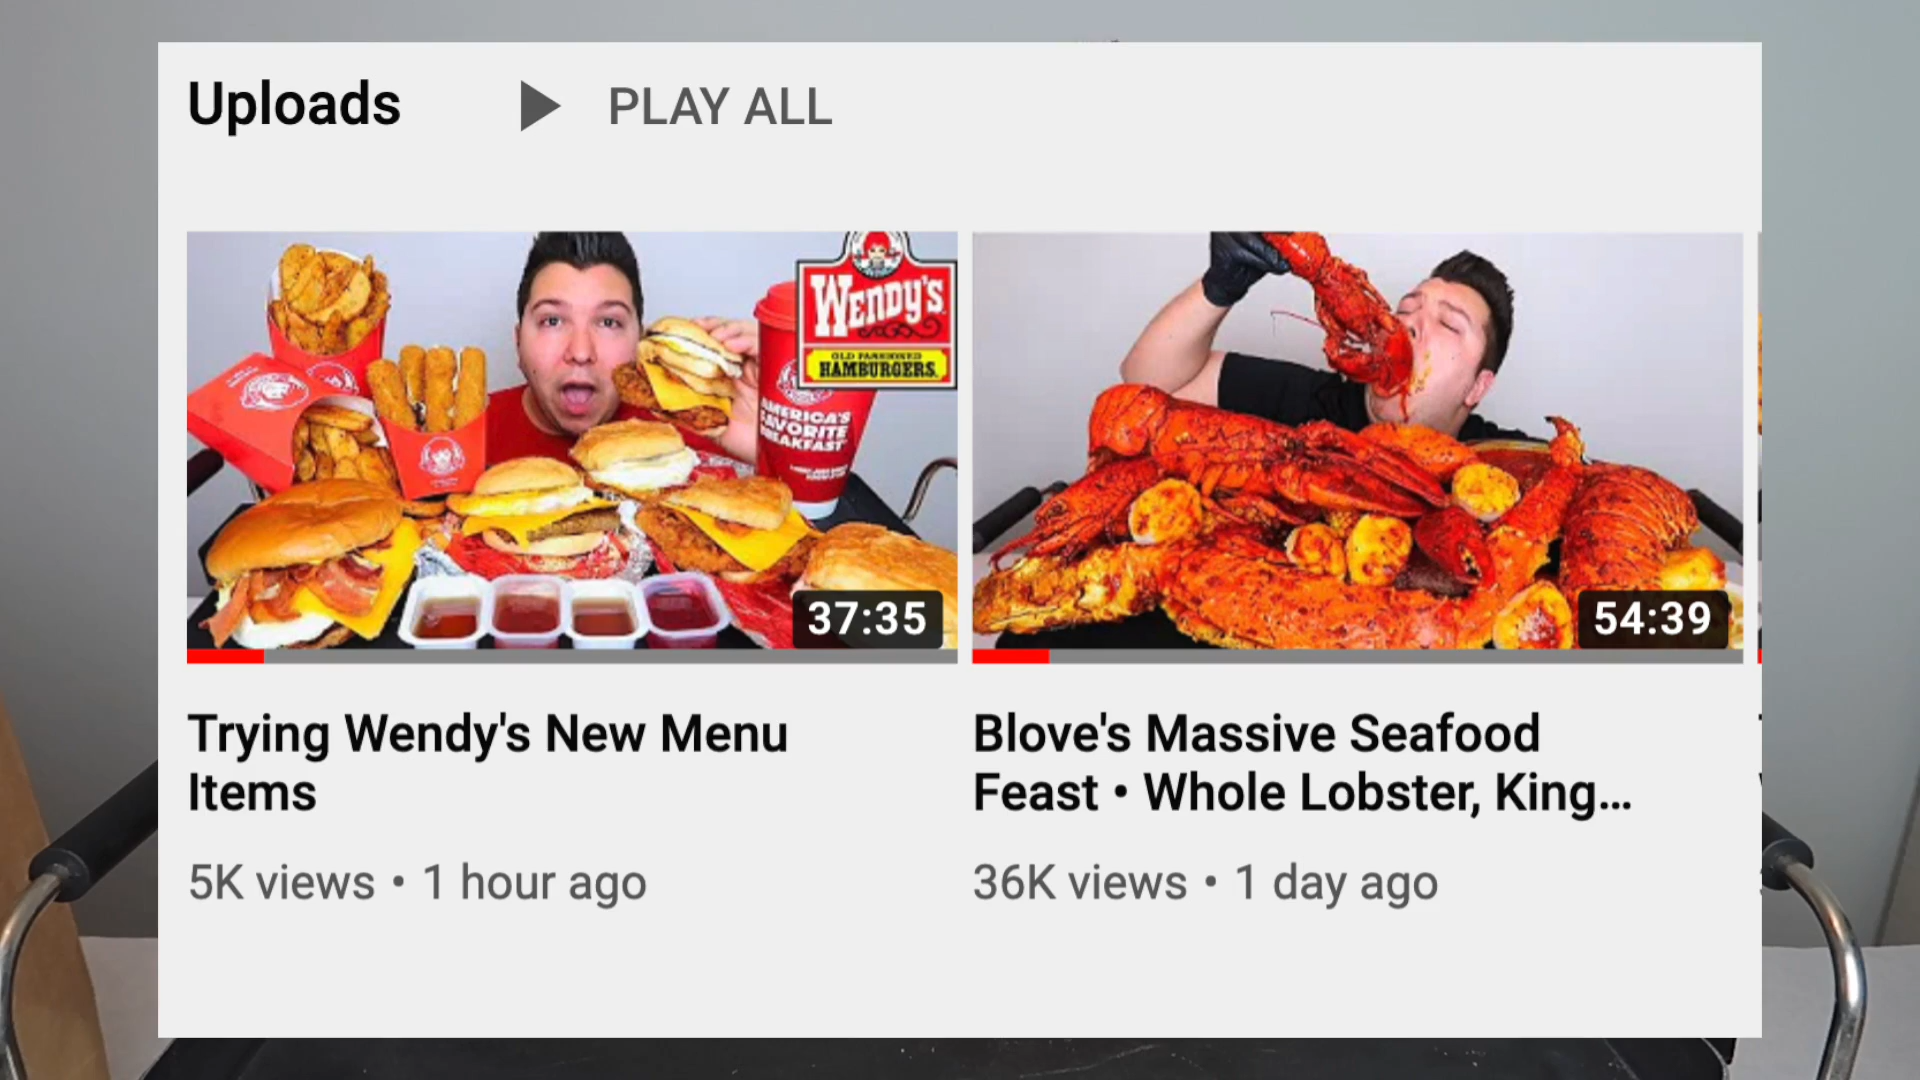 Uploads
PLAY ALL
WENDY'S
OLD FASHIONED
HAMBURGERS.
AMERICA'S
FAVORITE
BREAKFAST
37:35
54:39
Trying Wendy's New Menu
Items
Blove's Massive Seafood
Feast • Whole Lobster, King...
5K views • 1 hour ago
36K views • 1 day ago